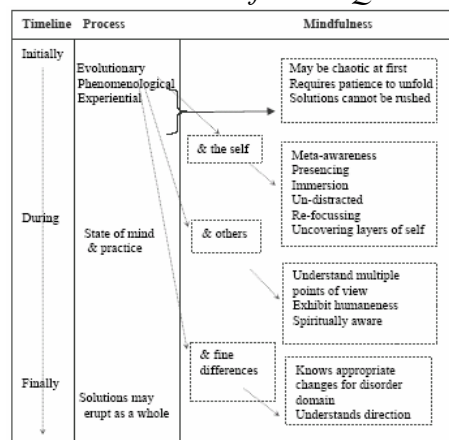 Timeline Process Mindfulness
Initially
Evolutionary
Phenomenological
Experiential
May be chaotic at first
Requires patience to unfold
Solutions cannot be rushed
& the self
Meta-awareness
Presencing
Immersion
Un-distracted
Re-focussing
Uncovering layers of self
During
State of mind
& practice
& others
Understand multiple
points of view
Exhibit humaneness
Spiritually aware
& fine
differences
Finally
Solutions may
erupt as a whole
Knows appropriate
changes for disorder
domain
Understands direction